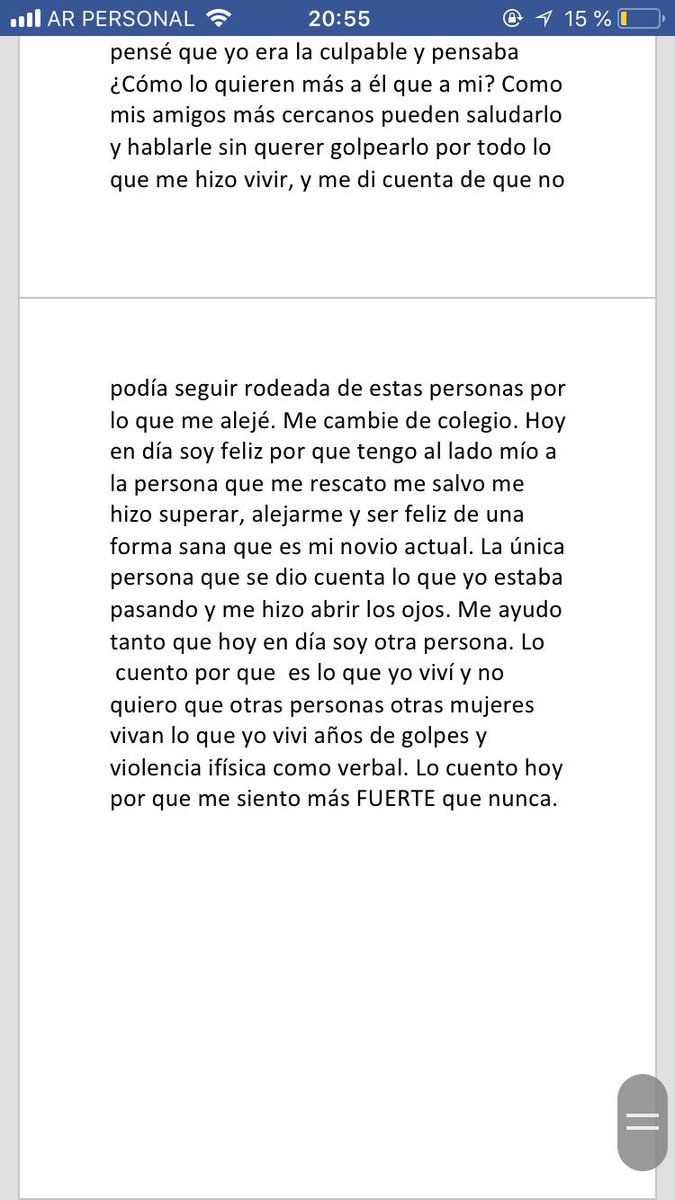 AR PERSONAL 20:55 15 %
pensé que yo era la culpable y pensaba
¿Cómo lo quieren más a él que a mi? Como
mis amigos más cercanos pueden saludarlo
y hablarle sin querer golpearlo por todo lo
que me hizo vivir, y me di cuenta de que no
podía seguir rodeada de estas personas por
lo que me alejé. Me cambie de colegio. Hoy
en día soy feliz por que tengo al lado mío a
la persona que me rescato me salvo me
hizo superar, alejarme y ser feliz de una
forma sana que es mi novio actual. La única
persona que se dio cuenta lo que yo estaba
pasando y me hizo abrir los ojos. Me ayudo
tanto que hoy en día soy otra persona. Lo
cuento por que  es lo que yo viví y no
quiero que otras personas otras mujeres
vivan lo que yo vivi años de golpes y
violencia ifísica como verbal. Lo cuento hoy
por que me siento más FUERTE que nunca.